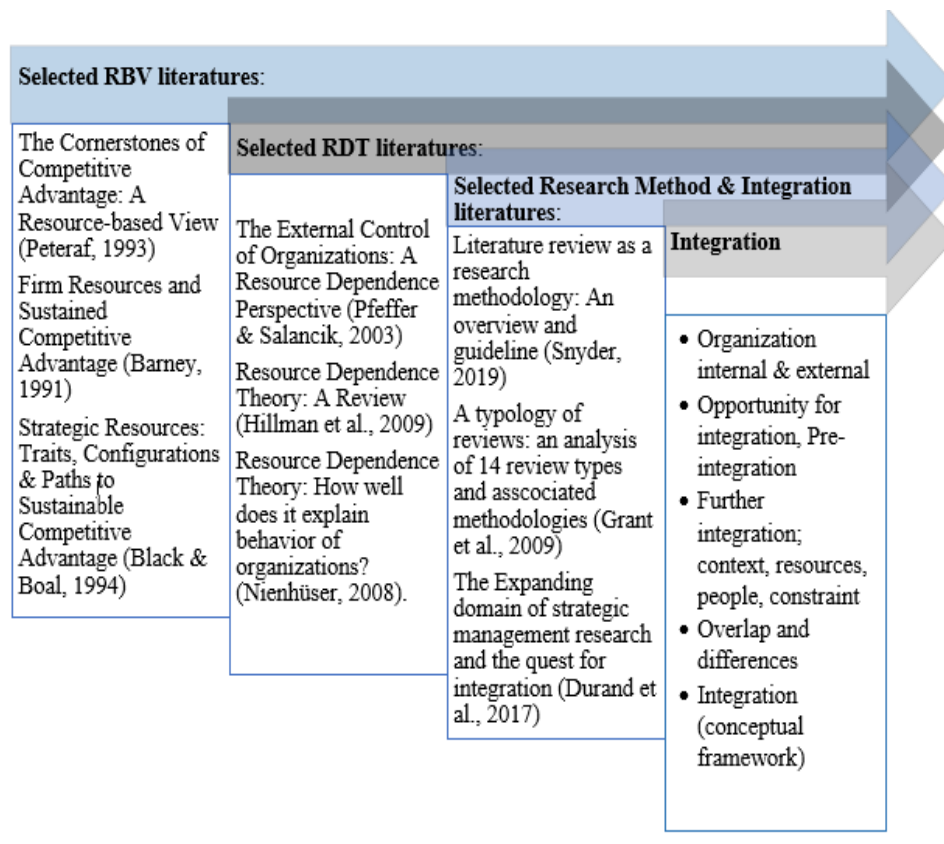 Selected RBV literatures:
The Cornerstones of
Competitive
Advantage: A
Resource-based View
(Peteraf, 1993)
Firm Resources and
Sustained
Competitive
Advantage (Barney,
1991)
Strategic Resources:
Traits, Configurations
& Paths to
Sustainable
Competitive
Advantage (Black &
Boal, 1994)
Selected RDT literatures:
The External Control
of Organizations: A
Resource Dependence
Perspective (Pfeffer
& Salancik, 2003)
Resource Dependence
Theory: A Review
(Hillman et al., 2009)
Resource Dependence
Theory: How well
does it explain
behavior of
organizations?
(Nienhüser, 2008).
Selected Research Method & Integration
literatures:
Literature review as a
research
methodology: An
overview and
guideline (Snyder,
2019)
A typology of
reviews: an analysis
of 14 review types
and asscociated
methodologies (Grant
et al., 2009)
The Expanding
domain of strategic
management research
and the quest for
integration (Durand et
al., 2017)
Integration
• Organization
internal & external
• Opportunity for
integration, Pre-
integration
• Further
integration;
context, resources,
people, constraint
• Overlap and
differences
• Integration
(conceptual
framework)